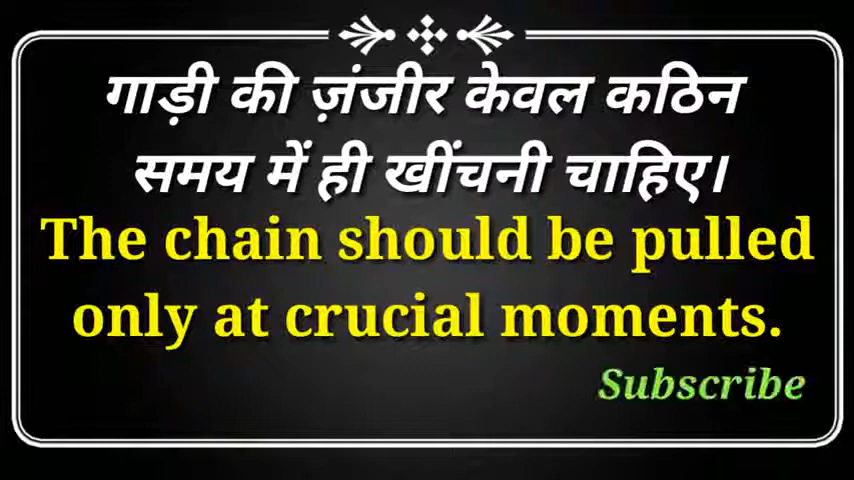 गाड़ी की ज़ंजीर केवल कठिन
समय में ही खींचनी चाहिए।
The chain should be pulled
only at crucial moments.
Subscribe